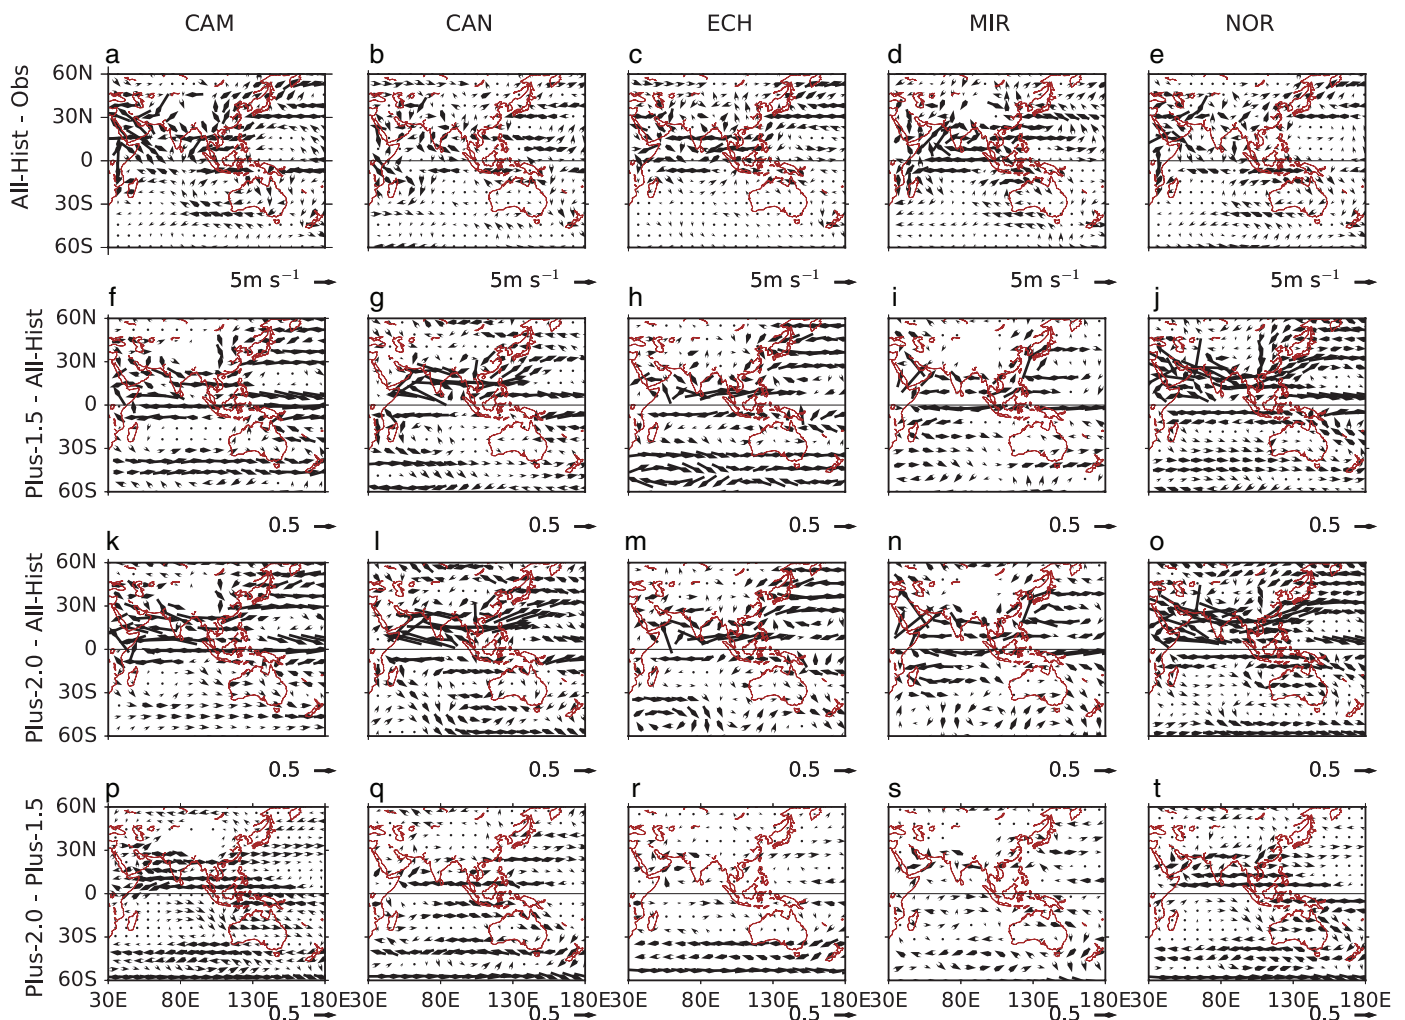 CAM CAN ECH MIR NOR
a b c d e
All-Hist - Obs
60N
30N
0
30S
60S
5m s⁻¹ 5m s⁻¹ 5m s⁻¹ 5m s⁻¹ 5m s⁻¹
f g h i j
Plus-1.5 - All-Hist
60N
30N
0
30S
60S
0.5 0.5 0.5 0.5 0.5
k l m n o
Plus-2.0 - All-Hist
60N
30N
0
30S
60S
0.5 0.5 0.5 0.5 0.5
p q r s t
Plus-2.0 - Plus-1.5
60N
30N
0
30S
60S
30E 80E 130E 180E30E 80E 130E 180E30E 80E 130E 180E30E 80E 130E 180E30E 80E 130E 180E
0.5 0.5 0.5 0.5 0.5